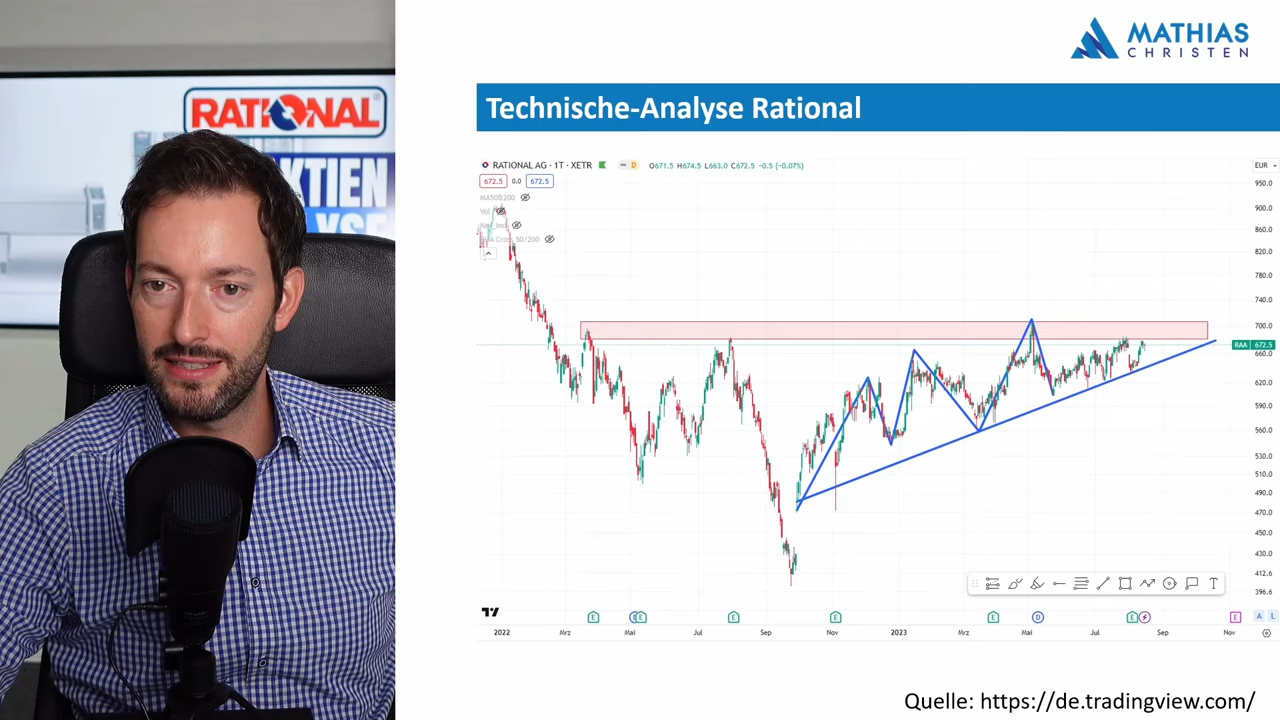 MATHIAS
CHRISTEN
RATIONAL
AKTIEN
Technische-Analyse Rational
RATIONAL AG · 1T · XETR
D
O671.5 H674.5 L663.0 C672.5 -0.5 (-0.07%)
EUR
672.5 0.0 672.5
950.0
900.0
860.0
820.0
780.0
740.0
700.0
RAA 672.5
660.0
620.0
590.0
560.0
530.0
510.0
490.0
470.0
450.0
430.0
412.6
396.6
T
E E E E E E D E E A L
2022 Mrz Mai Jul Sep Nov 2023 Mrz Mai Jul Sep Nov
Quelle: https://de.tradingview.com/